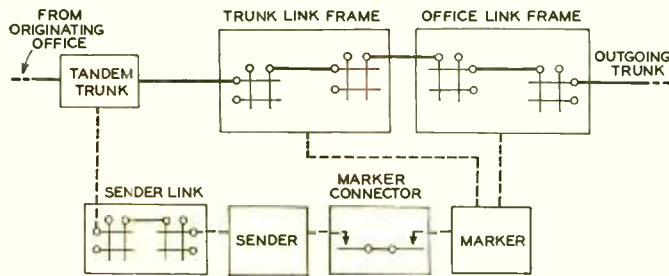 FROM
ORIGINATING
OFFICE
TANDEM
TRUNK
TRUNK LINK FRAME
OFFICE LINK FRAME
OUTGOING
TRUNK
SENDER LINK
SENDER
MARKER
CONNECTOR
MARKER